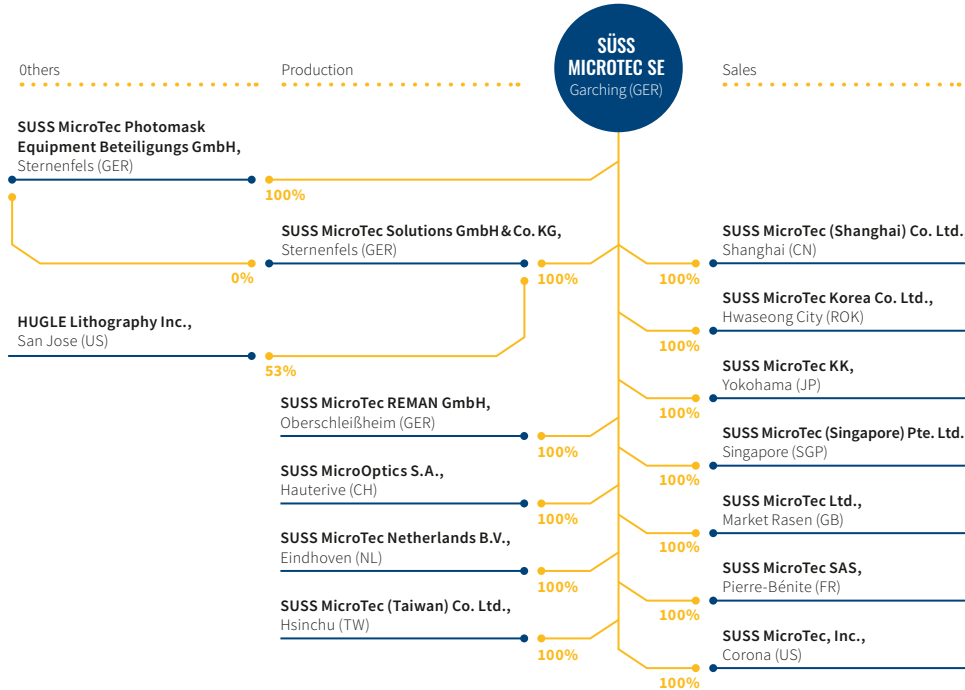 SÜSS
MICROTEC SE
Garching (GER)
Others
Production
Sales
SUSS MicroTec Photomask
Equipment Beteiligungs GmbH,
Sternenfels (GER)
100%
SUSS MicroTec Solutions GmbH & Co. KG,
Sternenfels (GER)
0%
100%
HUGLE Lithography Inc.,
San Jose (US)
53%
SUSS MicroTec REMAN GmbH,
Oberschleißheim (GER)
100%
SUSS MicroOptics S.A.,
Hauterive (CH)
100%
SUSS MicroTec Netherlands B.V.,
Eindhoven (NL)
100%
SUSS MicroTec (Taiwan) Co. Ltd.,
Hsinchu (TW)
100%
SUSS MicroTec (Shanghai) Co. Ltd.
Shanghai (CN)
100%
SUSS MicroTec Korea Co. Ltd.,
Hwaseong City (ROK)
100%
SUSS MicroTec KK,
Yokohama (JP)
100%
SUSS MicroTec (Singapore) Pte. Ltd.
Singapore (SGP)
100%
SUSS MicroTec Ltd.,
Market Rasen (GB)
100%
SUSS MicroTec SAS,
Pierre-Bénite (FR)
100%
SUSS MicroTec, Inc.,
Corona (US)
100%